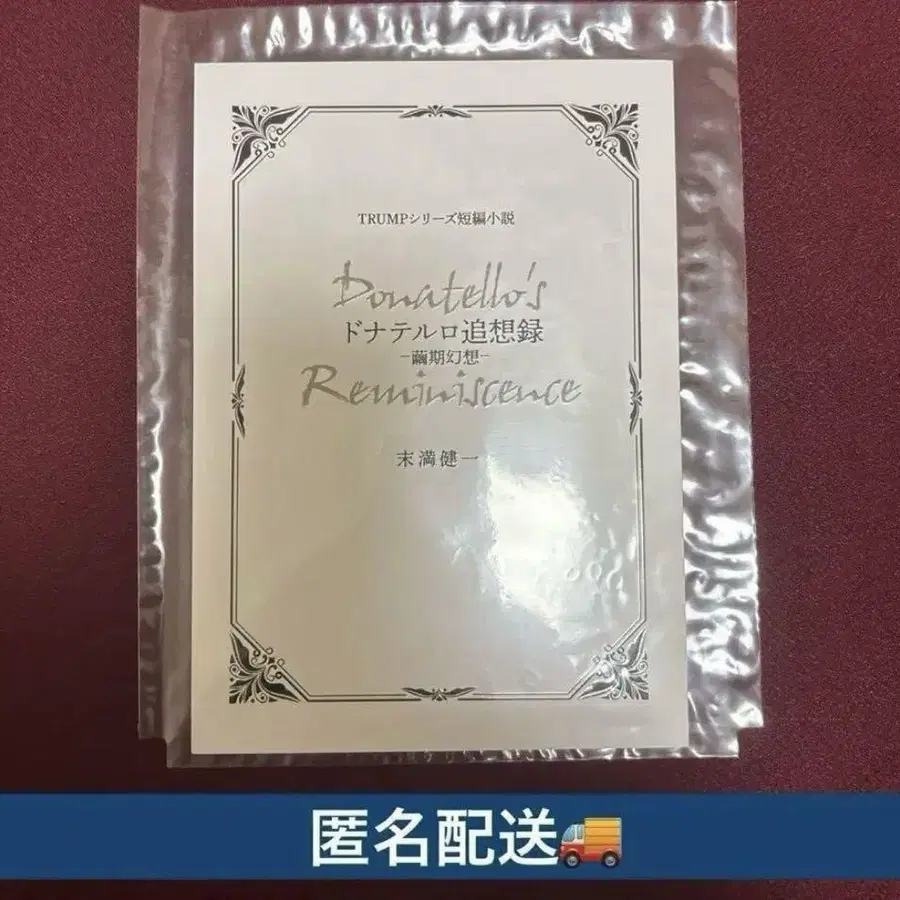 TRUMPシリーズ短編小説
Donatello's
ドナテルロ追想録
-繭期幻想-
Reminiscence
末満健一
匿名配送🚚